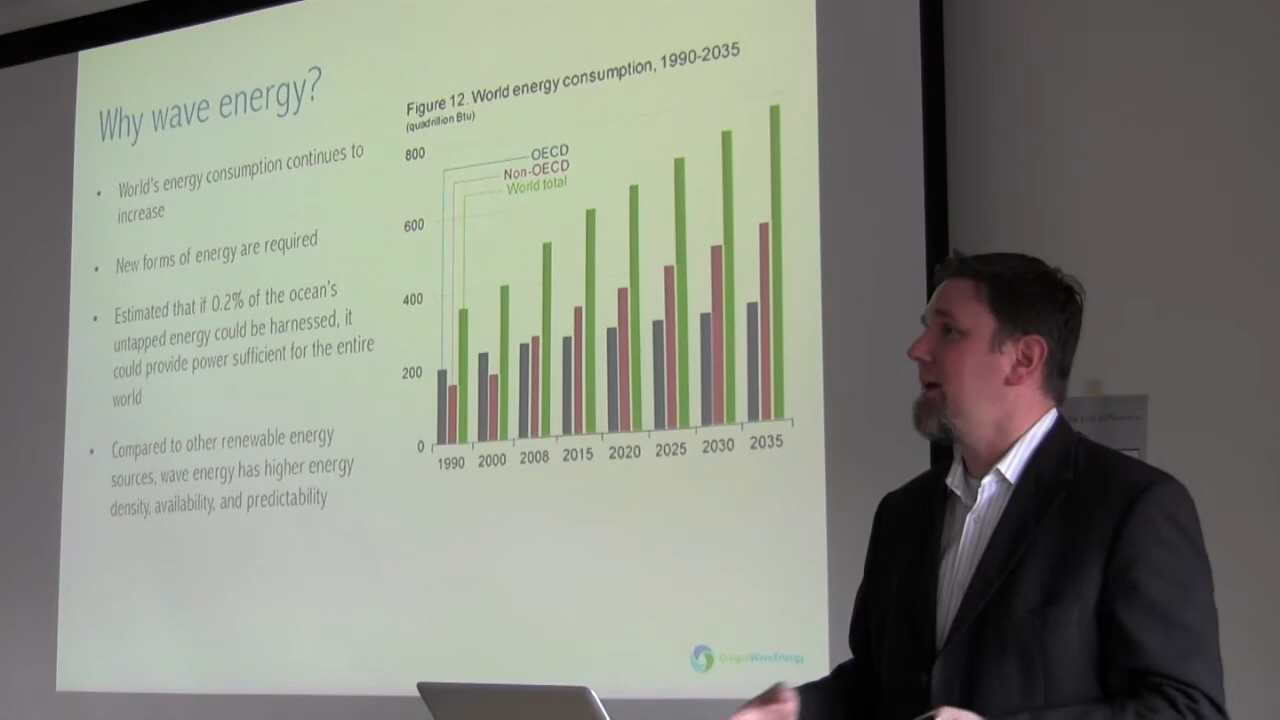 Why wave energy?
• World's energy consumption continues to
increase
• New forms of energy are required
• Estimated that if 0.2% of the ocean's
untapped energy could be harnessed, it
could provide power sufficient for the entire
world
• Compared to other renewable energy
sources, wave energy has higher energy
density, availability, and predictability
Figure 12. World energy consumption, 1990-2035
(quadrillion Btu)
800
600
400
200
0
OECD
Non-OECD
World total
1990 2000 2008 2015 2020 2025 2030 2035
OregonWaveEnergy